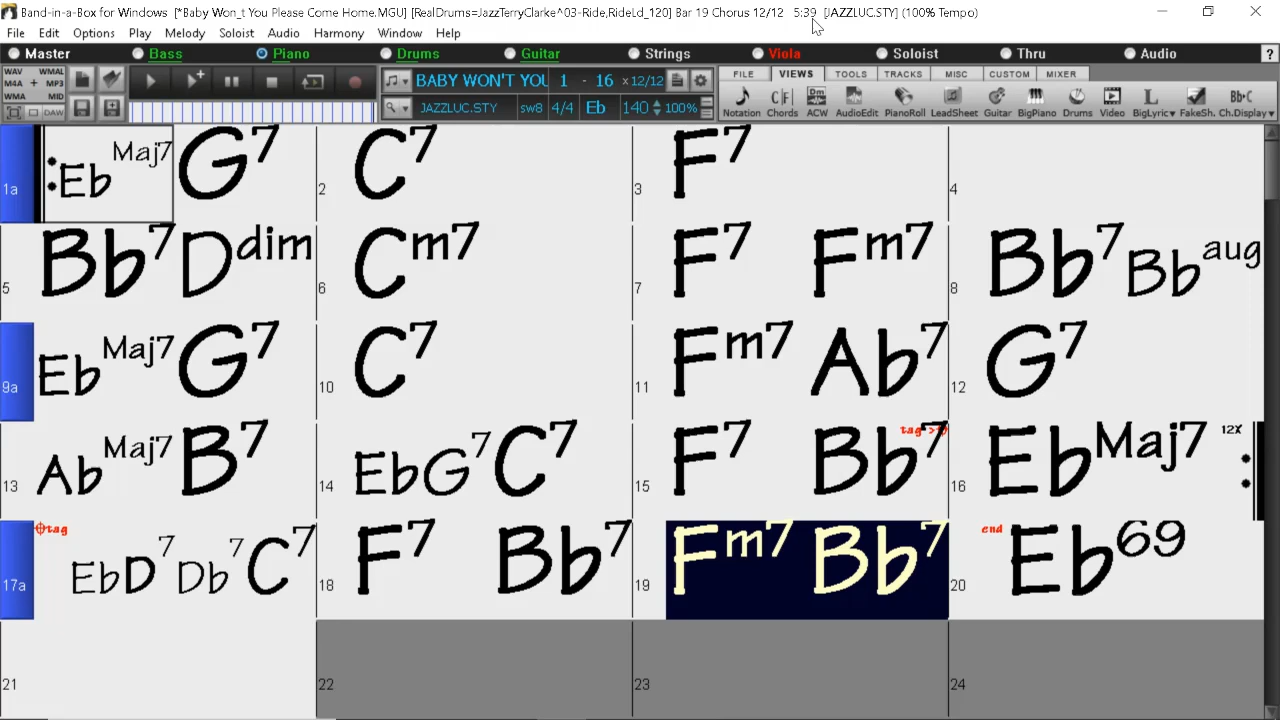 Band-in-a-Box for Windows [*Baby Won_t You Please Come Home.MGU] [RealDrums=JazzTerryClarke^03-Ride,RideLd_120] Bar 19 Chorus 12/12 5:39 [JAZZLUC.STY] (100% Tempo)
File Edit Options Play Melody Soloist Audio Harmony Window Help
Master Bass Piano Drums Guitar Strings Viola Soloist Thru Audio ?
WAV WMAL
M4A + MP3
WMA MID
DAW
BABY WON'T YOU 1 - 16 x 12/12
JAZZLUC.STY sw8 4/4 Eb 140 100%
FILE VIEWS TOOLS TRACKS MISC CUSTOM MIXER
C|F| Dm Bb›C
Notation Chords ACW AudioEdit PianoRoll LeadSheet Guitar BigPiano Drums Video BigLyric FakeSh. Ch.Display
1a EbMaj7 G7 2 C7 3 F7 4
5 Bb7 Ddim 6 Cm7 7 F7 Fm7 8 Bb7 Bbaug
9a EbMaj7 G7 10 C7 11 Fm7 Ab7 12 G7
13 AbMaj7 B7 14 Eb G7 C7 15 F7 Bb7 16 EbMaj7 12X
tag end
17a Eb D7 Db7 C7 18 F7 Bb7 19 Fm7 Bb7 20 Eb69
21 22 23 24